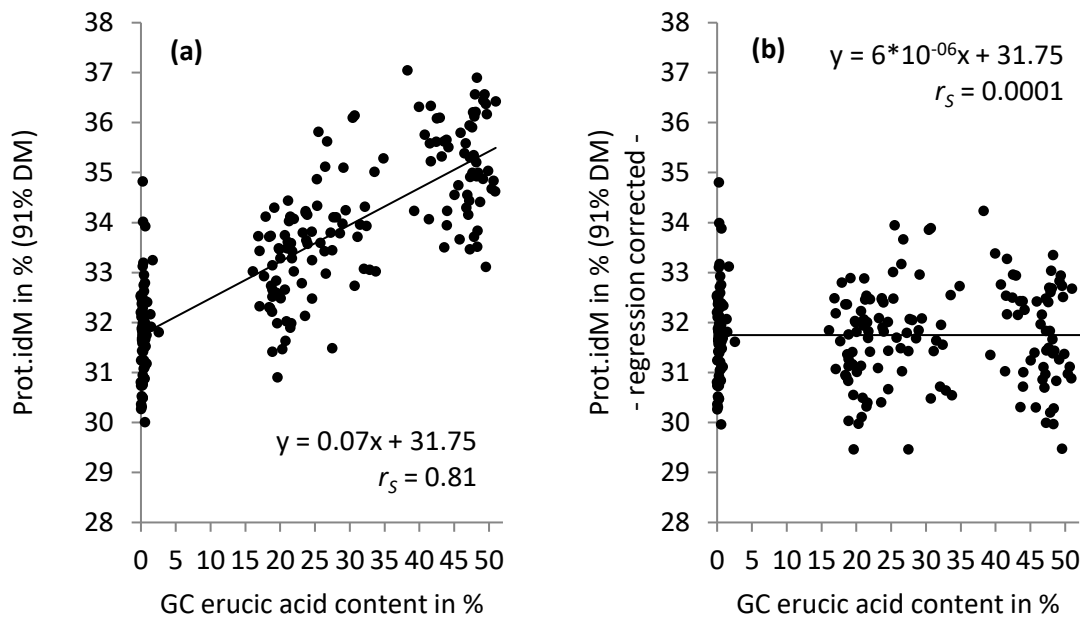 (a)
38
37
36
35
34
33
32
31
30
29
28
Prot.idM in % (91% DM)
y = 0.07x + 31.75
rS = 0.81
0 5 10 15 20 25 30 35 40 45 50
GC erucic acid content in %
(b)
y = 6*10-06x + 31.75
rS = 0.0001
38
37
36
35
34
33
32
31
30
29
28
Prot.idM in % (91% DM)
- regression corrected -
0 5 10 15 20 25 30 35 40 45 50
GC erucic acid content in %